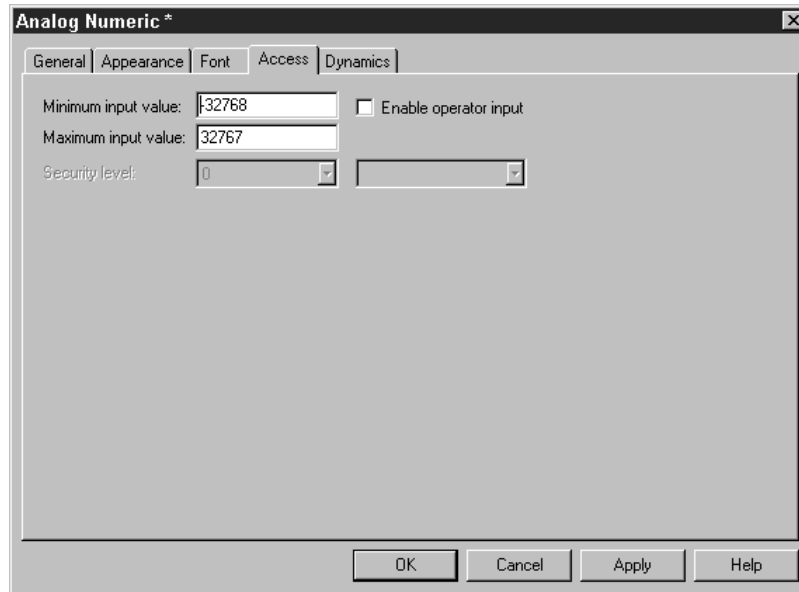 Analog Numeric *
General Appearance Font Access Dynamics
Minimum input value: -32768 Enable operator input
Maximum input value: 32767
Security level: 0
OK Cancel Apply Help